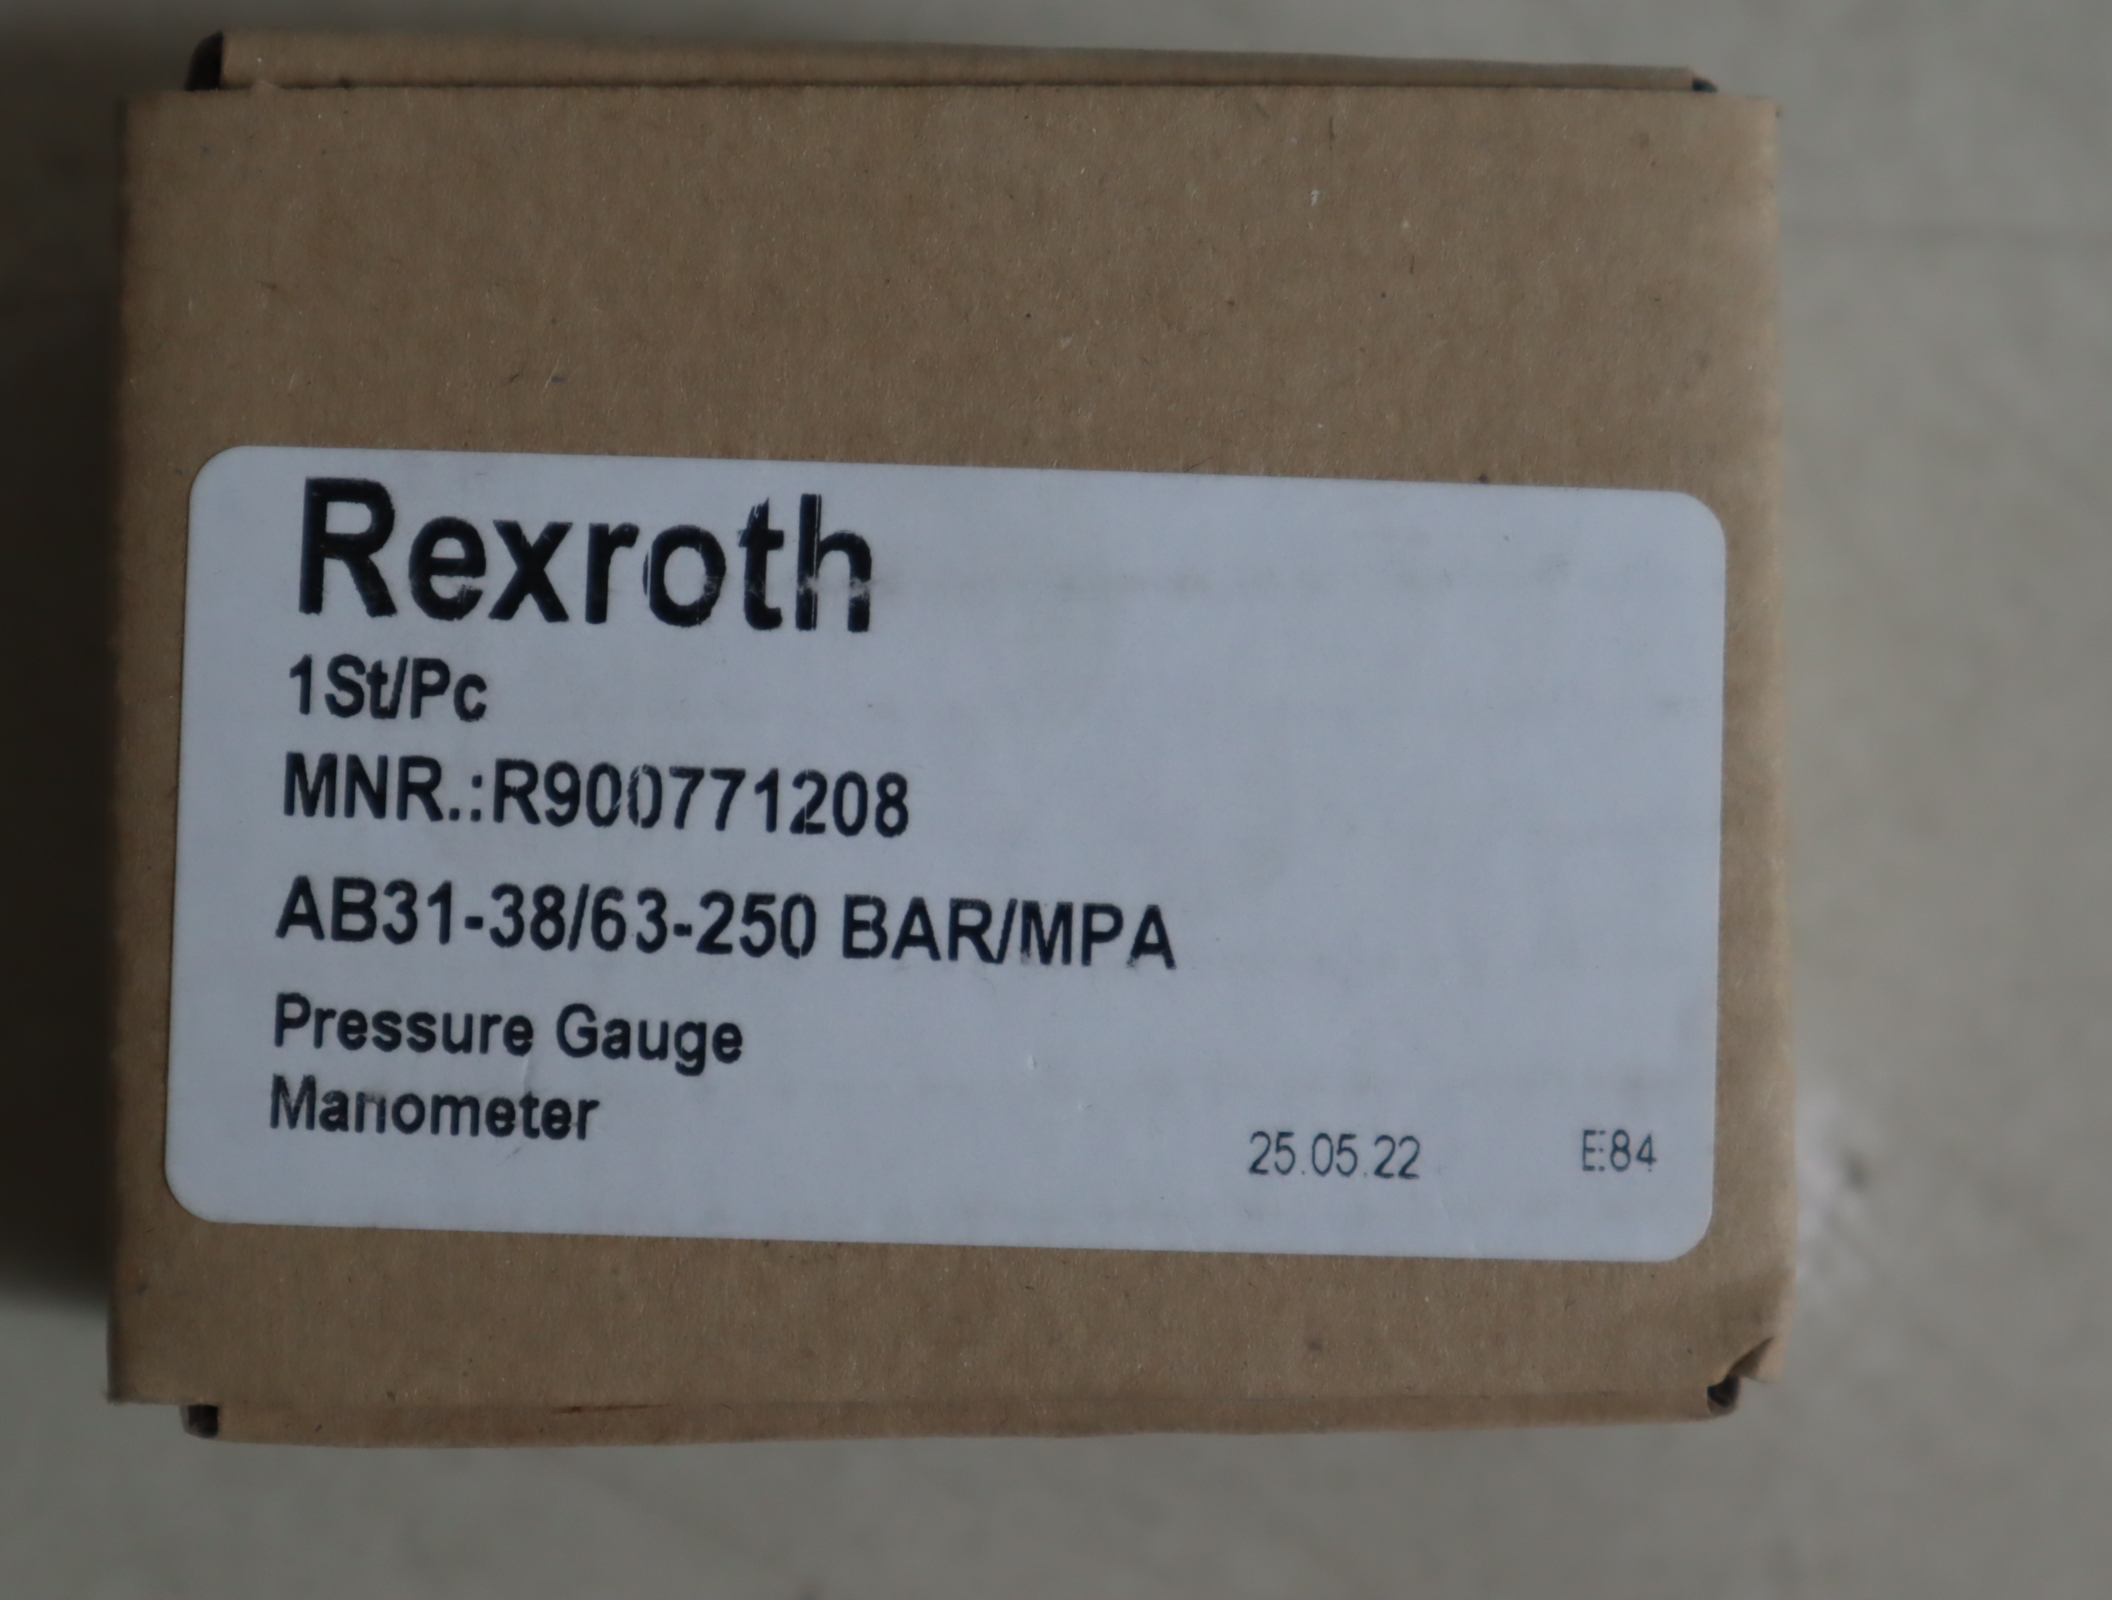 Rexroth
1St/Pc
MNR.:R900771208
AB31-38/63-250 BAR/MPA
Pressure Gauge
Manometer
25.05.22 E84